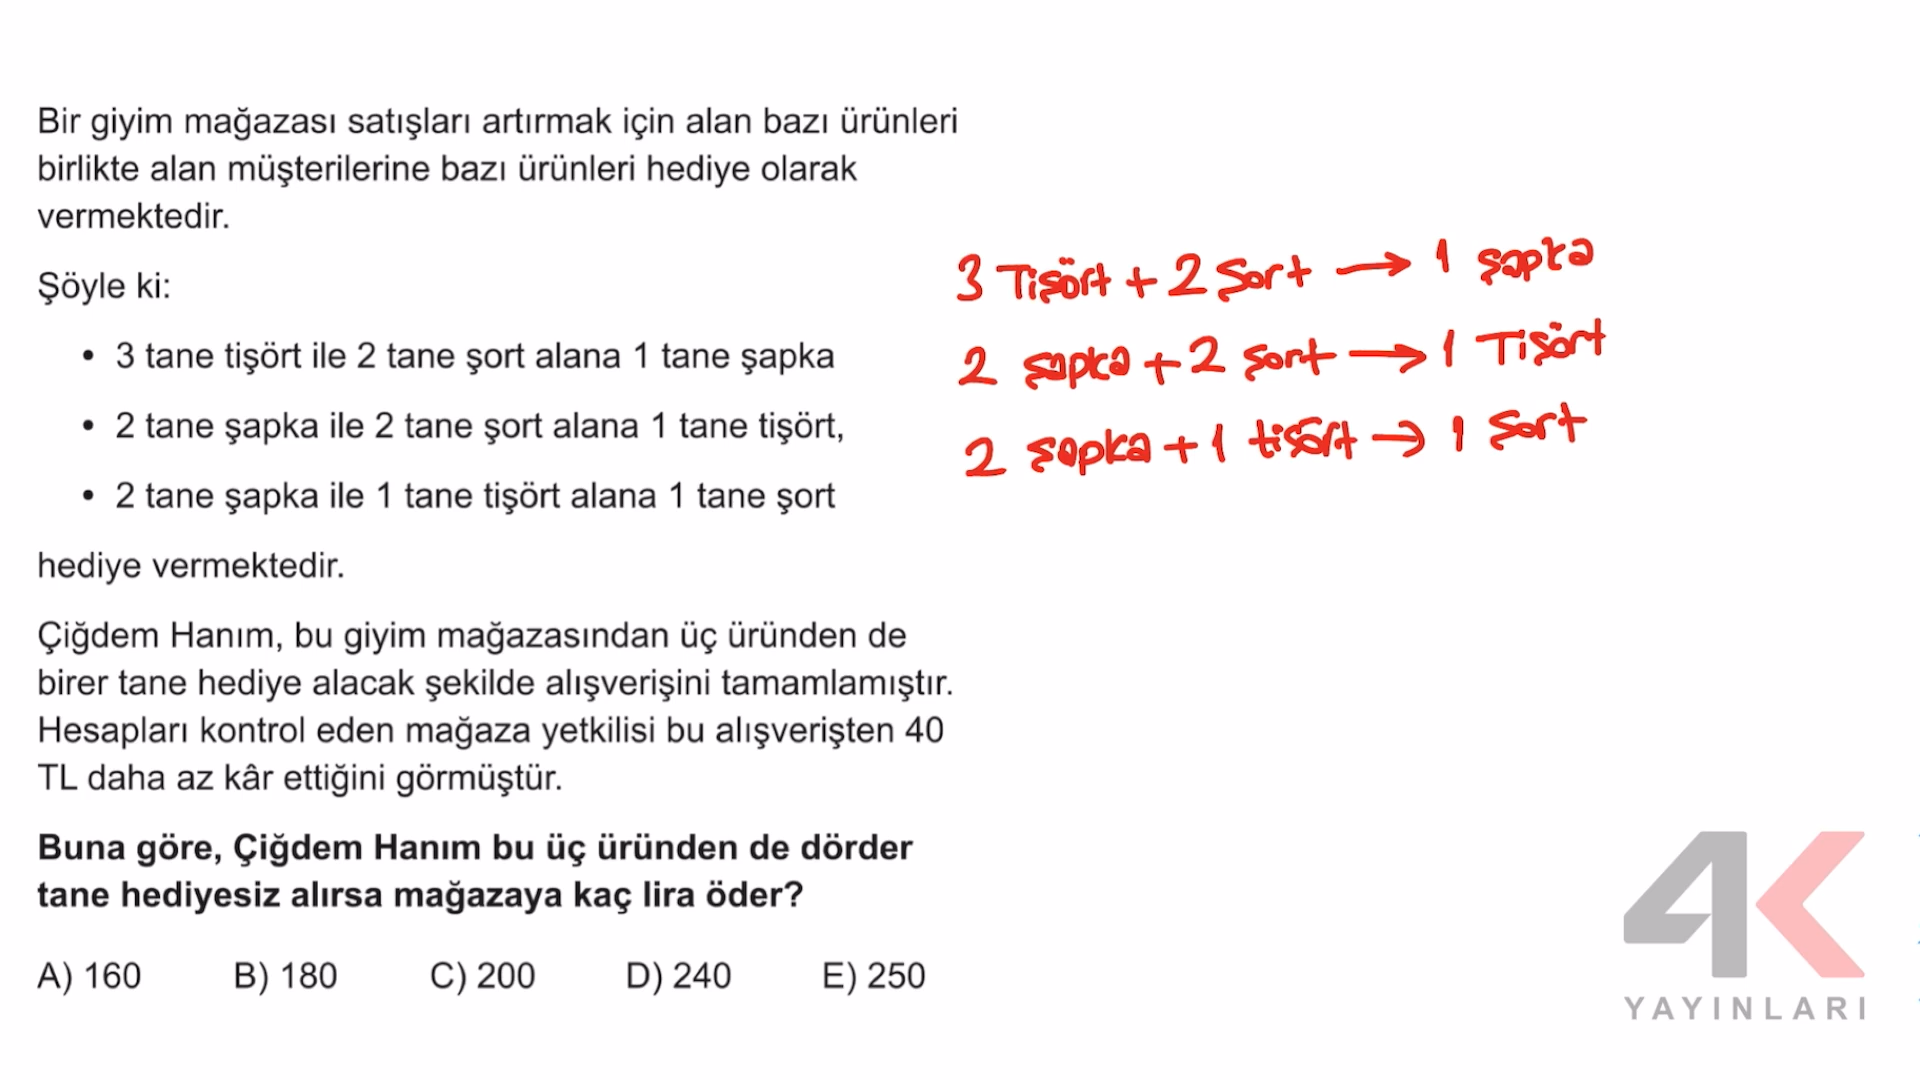 Bir giyim mağazası satışları artırmak için alan bazı ürünleri
birlikte alan müşterilerine bazı ürünleri hediye olarak
vermektedir.
Şöyle ki:
• 3 tane tişört ile 2 tane şort alana 1 tane şapka
• 2 tane şapka ile 2 tane şort alana 1 tane tişört,
• 2 tane şapka ile 1 tane tişört alana 1 tane şort
hediye vermektedir.
Çiğdem Hanım, bu giyim mağazasından üç üründen de
birer tane hediye alacak şekilde alışverişini tamamlamıştır.
Hesapları kontrol eden mağaza yetkilisi bu alışverişten 40
TL daha az kâr ettiğini görmüştür.
Buna göre, Çiğdem Hanım bu üç üründen de dörder
tane hediyesiz alırsa mağazaya kaç lira öder?
A) 160 B) 180 C) 200 D) 240 E) 250
3 Tişört + 2 Şort → 1 şapka
2 şapka + 2 şort → 1 Tişört
2 şapka + 1 tişört → 1 şort
4K
YAYINLARI